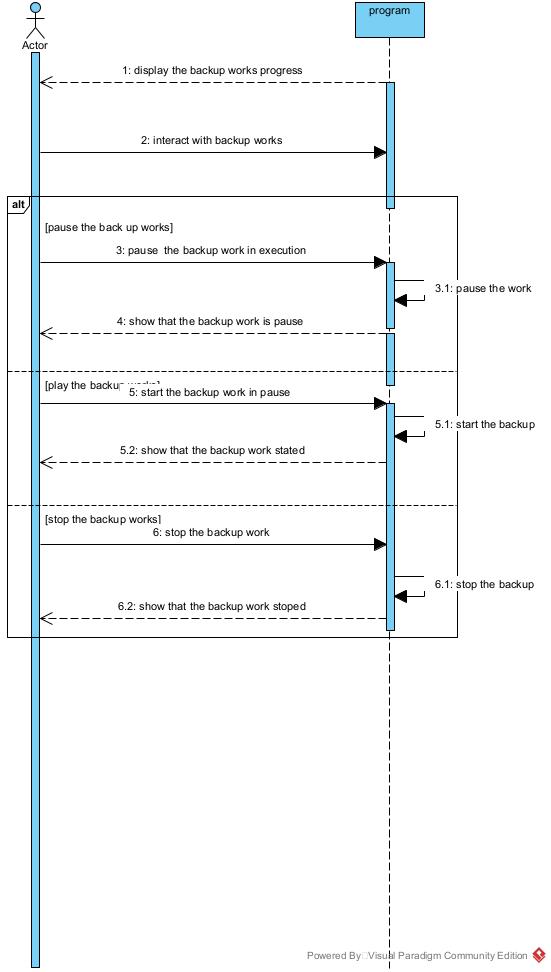 program
Actor
1: display the backup works progress
2: interact with backup works
alt
[pause the back up works]
3: pause the backup work in execution
3.1: pause the work
4: show that the backup work is pause
[play the backup works]
5: start the backup work in pause
5.1: start the backup
5.2: show that the backup work stated
[stop the backup works]
6: stop the backup work
6.1: stop the backup
6.2: show that the backup work stoped
Powered By Visual Paradigm Community Edition